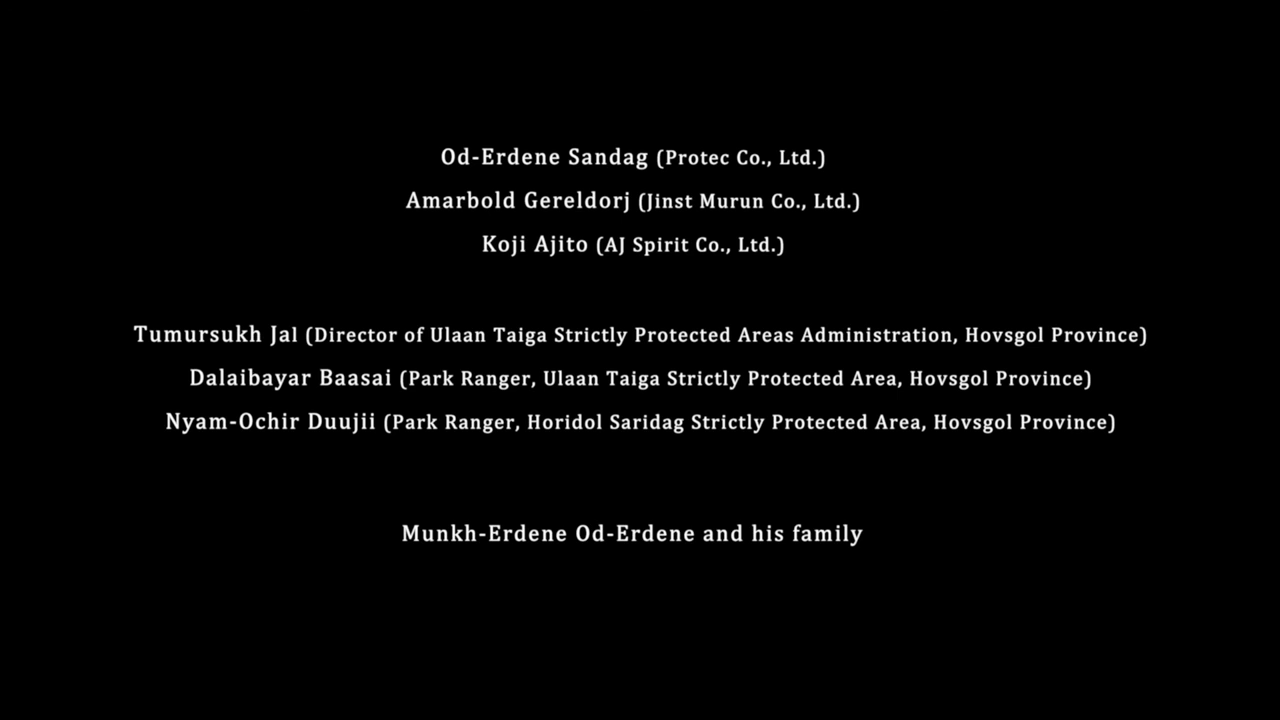 Od-Erdene Sandag (Protec Co., Ltd.)
Amarbold Gereldorj (Jinst Murun Co., Ltd.)
Koji Ajito (AJ Spirit Co., Ltd.)
Tumursukh Jal (Director of Ulaan Taiga Strictly Protected Areas Administration, Hovsgol Province)
Dalaibayar Baasai (Park Ranger, Ulaan Taiga Strictly Protected Area, Hovsgol Province)
Nyam-Ochir Duujii (Park Ranger, Horidol Saridag Strictly Protected Area, Hovsgol Province)
Munkh-Erdene Od-Erdene and his family